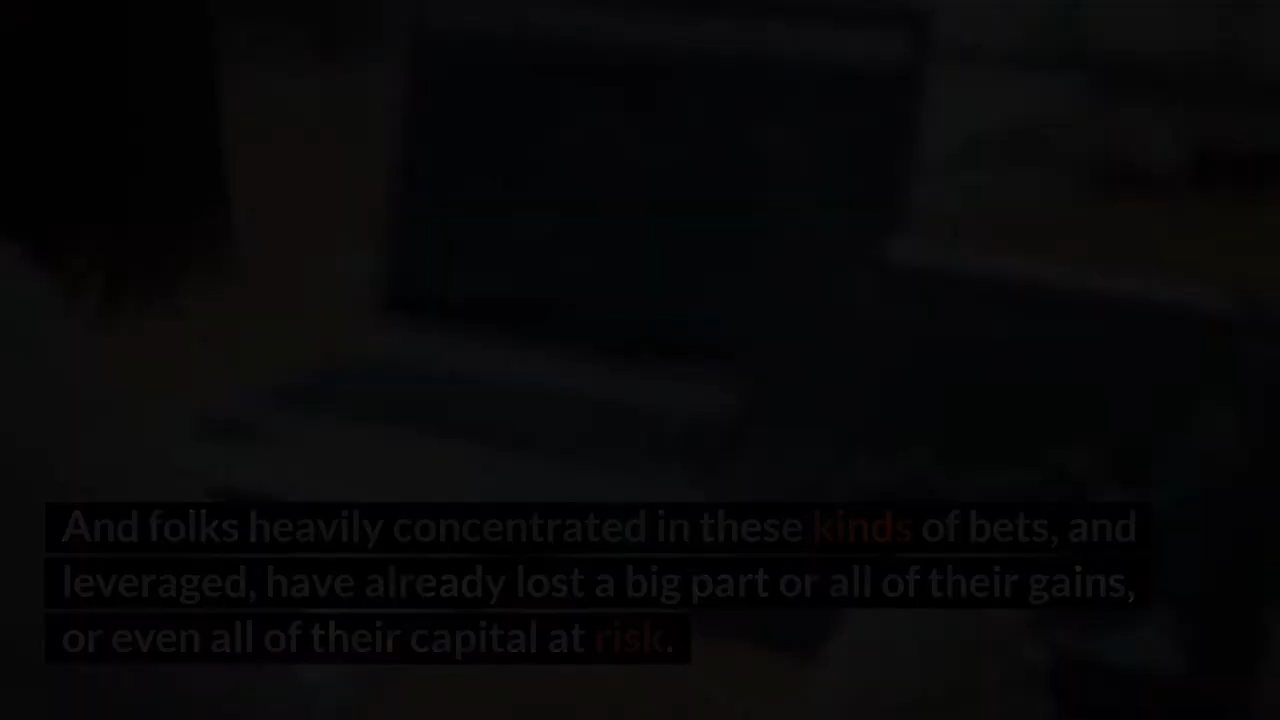 And folks heavily concentrated in these kinds of bets, and
leveraged, have already lost a big part or all of their gains,
or even all of their capital at risk.